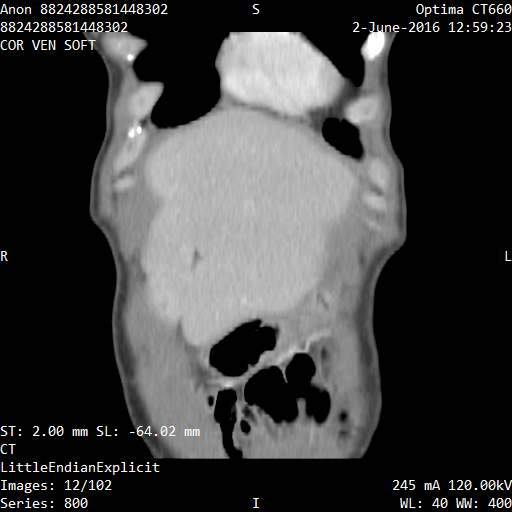 Anon 8824288581448302 S Optima CT660
8824288581448302 2-June-2016 12:59:23
COR VEN SOFT
R L
ST: 2.00 mm SL: -64.02 mm
CT
LittleEndianExplicit
Images: 12/102 245 mA 120.00kV
Series: 800 I WL: 40 WW: 400